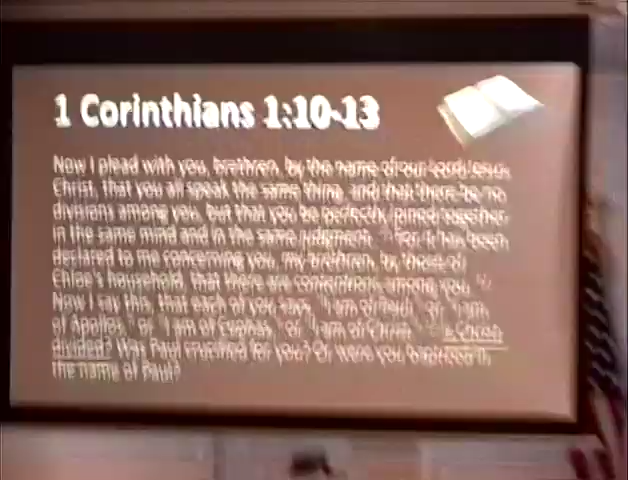 1 Corinthians 1:10-13
Now I plead with you, brethren, by the name of our Lord Jesus
Christ, that you all speak the same thing, and that there be no
divisions among you, but that you be perfectly joined together
in the same mind and in the same judgment. For it has been
declared to me concerning you, my brethren, by those of
Chloe's household, that there are contentions among you.
Now I say this, that each of you says, "I am of Paul," or "I am
of Apollos," or "I am of Cephas," or "I am of Christ." Is Christ
divided? Was Paul crucified for you? Or were you baptized in
the name of Paul?